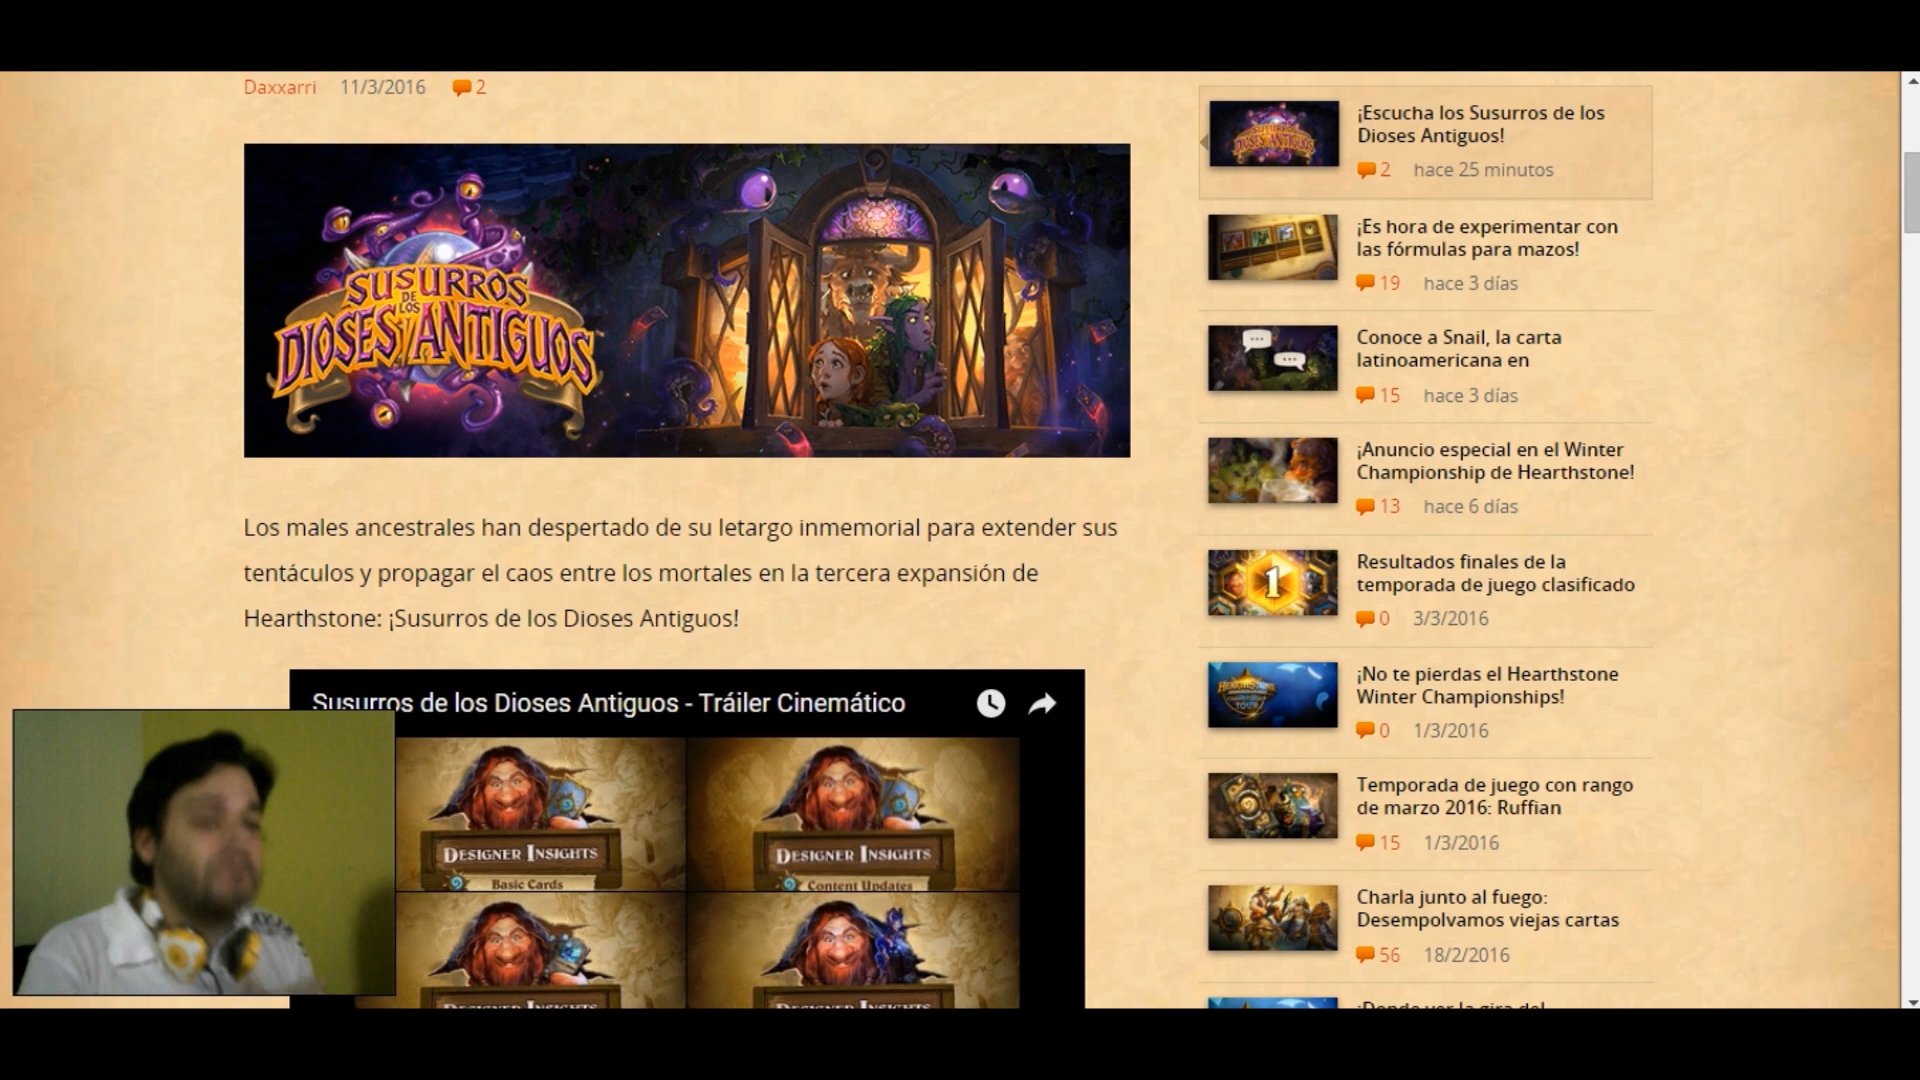 Daxxarri 11/3/2016 2
SUSURROS
DE
LOS
DIOSES ANTIGUOS
Los males ancestrales han despertado de su letargo inmemorial para extender sus
tentáculos y propagar el caos entre los mortales en la tercera expansión de
Hearthstone: ¡Susurros de los Dioses Antiguos!
Susurros de los Dioses Antiguos - Tráiler Cinemático
DESIGNER INSIGHTS
Basic Cards
DESIGNER INSIGHTS
Content Updates
DESIGNER INSIGHTS
DESIGNER INSIGHTS
SUSURROS
DIOSES ANTIGUOS
¡Escucha los Susurros de los
Dioses Antiguos!
2 hace 25 minutos
¡Es hora de experimentar con
las fórmulas para mazos!
19 hace 3 días
Conoce a Snail, la carta
latinoamericana en
15 hace 3 días
¡Anuncio especial en el Winter
Championship de Hearthstone!
13 hace 6 días
1
Resultados finales de la
temporada de juego clasificado
0 3/3/2016
HEARTHSTONE
TOUR
¡No te pierdas el Hearthstone
Winter Championships!
0 1/3/2016
Temporada de juego con rango
de marzo 2016: Ruffian
15 1/3/2016
Charla junto al fuego:
Desempolvamos viejas cartas
56 18/2/2016
¡Donde ver la gira del